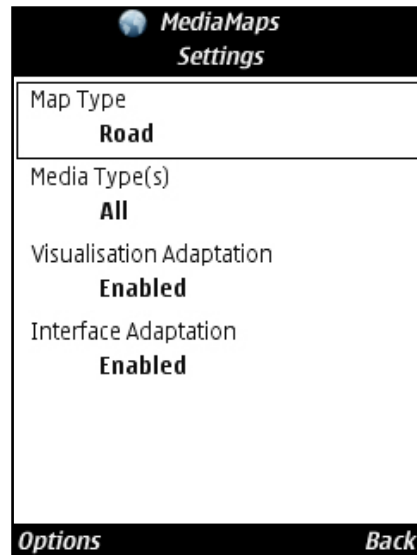 MediaMaps
Settings
Map Type
Road
Media Type(s)
All
Visualisation Adaptation
Enabled
Interface Adaptation
Enabled
Options Back